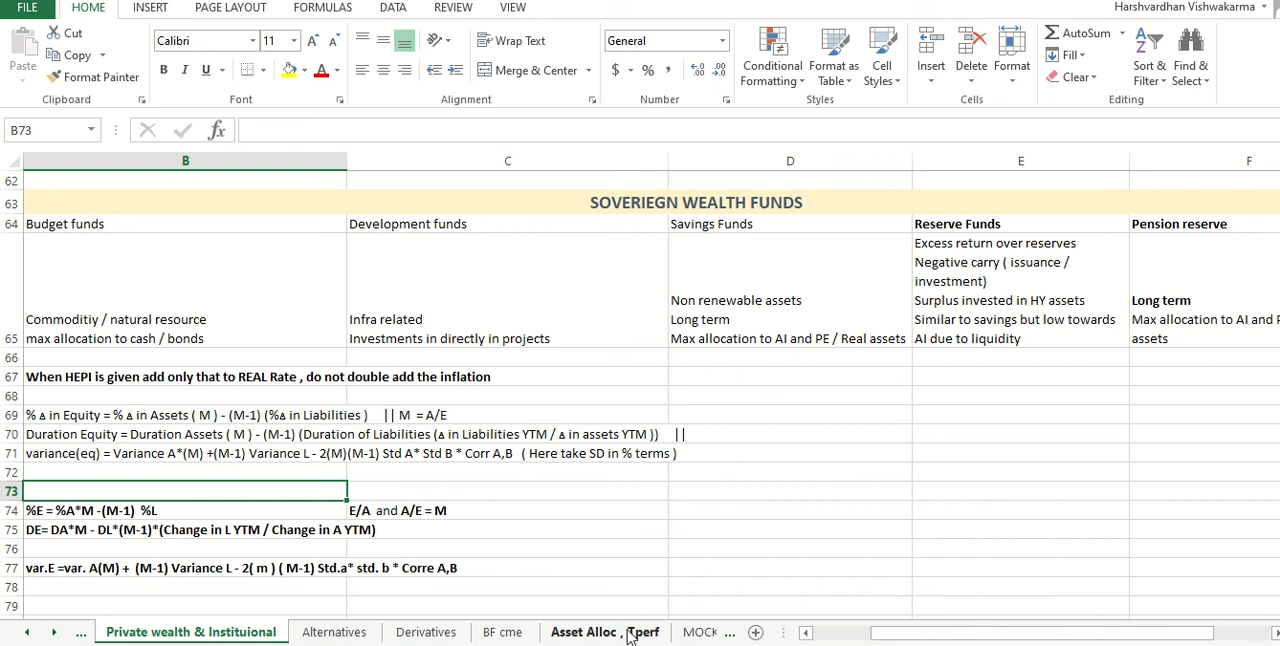 FILE HOME INSERT PAGE LAYOUT FORMULAS DATA REVIEW VIEW Harshvardhan Vishwakarma
Cut
Copy
Format Painter
Paste
Clipboard
Calibri 11
B I U
Font
Wrap Text
Merge & Center
Alignment
General
$ % ,
Number
Conditional Formatting
Format as Table
Cell Styles
Styles
Insert Delete Format
Cells
AutoSum
Fill
Clear
Sort & Filter
Find & Select
Editing
B73
fx
B C D E F
62
63 SOVERIEGN WEALTH FUNDS
64 Budget funds Development funds Savings Funds Reserve Funds Pension reserve
Excess return over reserves
Negative carry ( issuance /
investment)
Non renewable assets Surplus invested in HY assets Long term
Commoditiy / natural resource Infra related Long term Similar to savings but low towards Max allocation to AI and P
65 max allocation to cash / bonds Investments in directly in projects Max allocation to AI and PE / Real assets AI due to liquidity assets
66
67 When HEPI is given add only that to REAL Rate , do not double add the inflation
68
69 % Δ in Equity = % Δ in Assets ( M ) - (M-1) (%Δ in Liabilities ) || M = A/E
70 Duration Equity = Duration Assets ( M ) - (M-1) (Duration of Liabilities (Δ in Liabilities YTM / Δ in assets YTM )) ||
71 variance(eq) = Variance A*(M) +(M-1) Variance L - 2(M)(M-1) Std A* Std B * Corr A,B ( Here take SD in % terms )
72
73
74 %E = %A*M -(M-1) %L E/A and A/E = M
75 DE= DA*M - DL*(M-1)*(Change in L YTM / Change in A YTM)
76
77 var.E =var. A(M) + (M-1) Variance L - 2( m ) ( M-1) Std.a* std. b * Corre A,B
78
79
... Private wealth & Instituional Alternatives Derivatives BF cme Asset Alloc , Tperf MOCK ...